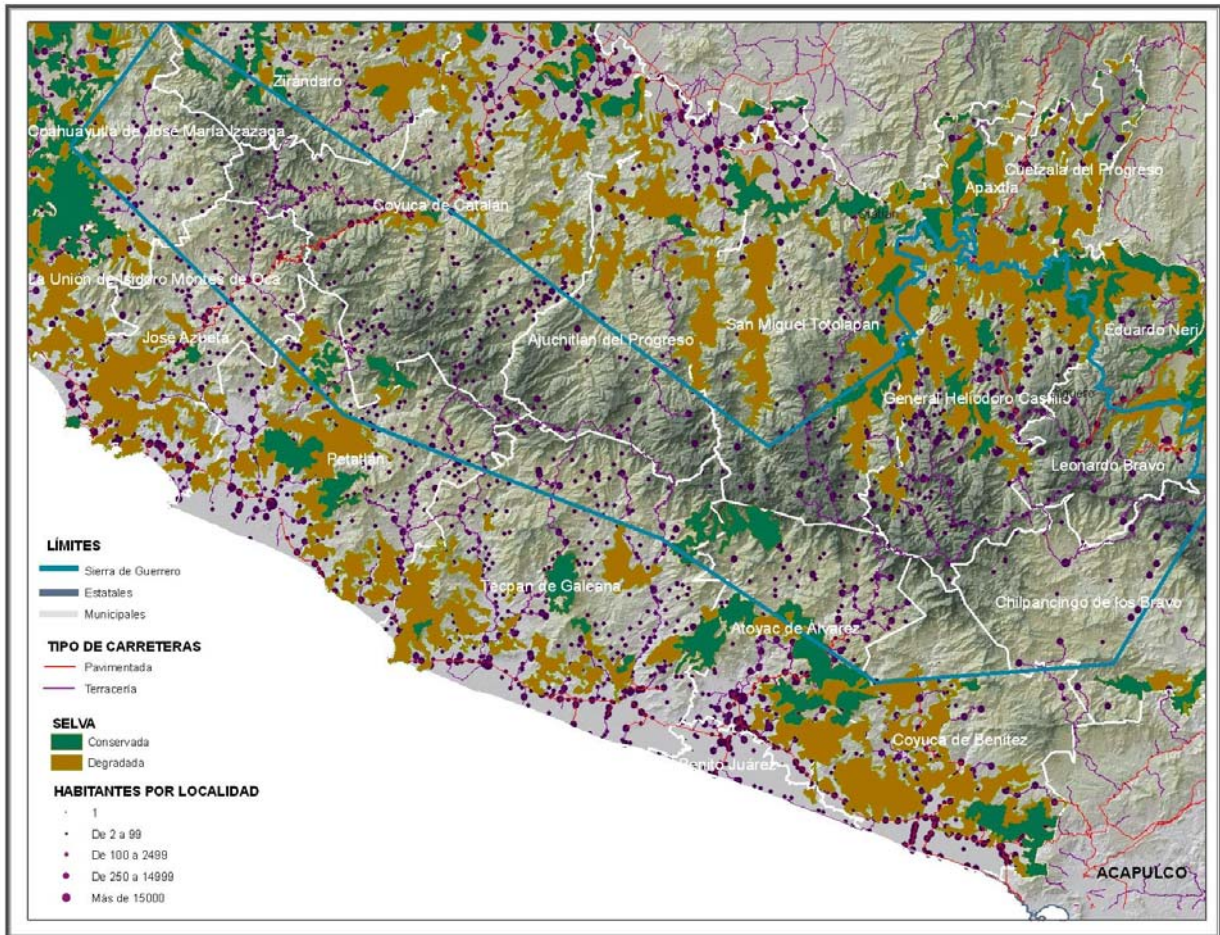 Zirándaro
Coahuayutla de José María Izazaga
Cuetzala del Progreso
Apaxtla
Coyuca de Catalán
La Unión de Isidoro Montes de Oca
San Miguel Totolapan
Eduardo Neri
José Azueta
Ajuchitlán del Progreso
General Heliodoro Castillo
Petatlán
Leonardo Bravo
Tecpan de Galeana
Chilpancingo de los Bravo
Atoyac de Alvarez
Coyuca de Benítez
Benito Juárez
ACAPULCO
LÍMITES
Sierra de Guerrero
Estatales
Municipales
TIPO DE CARRETERAS
Pavimentada
Terracería
SELVA
Conservada
Degradada
HABITANTES POR LOCALIDAD
1
De 2 a 99
De 100 a 2499
De 250 a 14999
Más de 15000